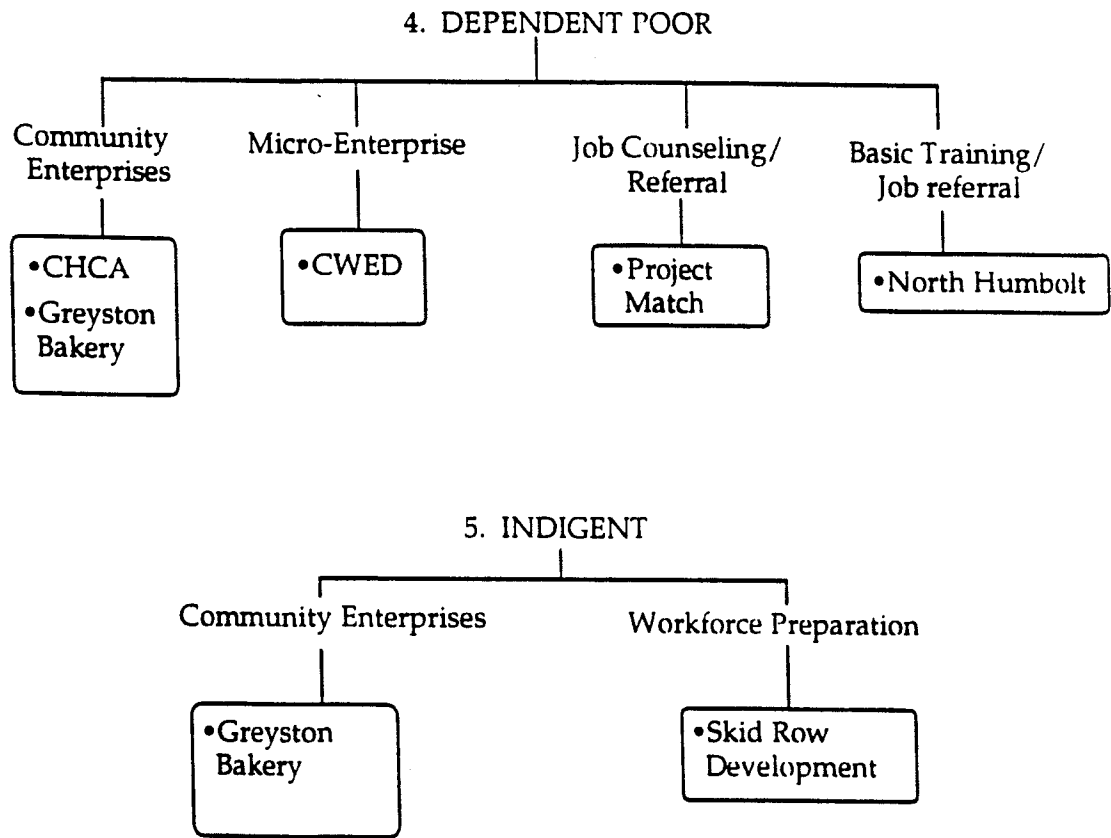 4. DEPENDENT POOR
Community
Enterprises
Micro-Enterprise
Job Counseling/
Referral
Basic Training/
Job referral
•CHCA
•Greyston
Bakery
•CWED
•Project
Match
•North Humbolt
5. INDIGENT
Community Enterprises
Workforce Preparation
•Greyston
Bakery
•Skid Row
Development